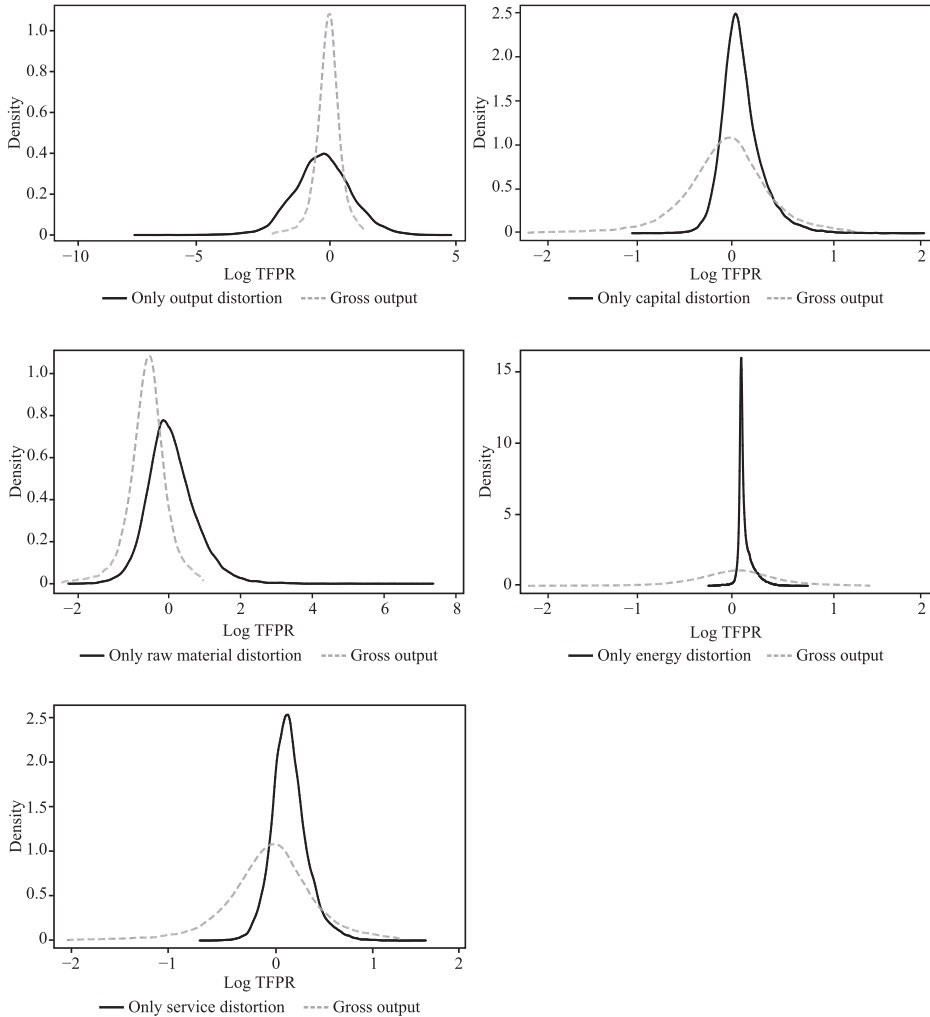 1.0
0.8
0.6
0.4
0.2
0
Density
−10
−5
0
5
Log TFPR
Only output distortion
Gross output
2.5
2.0
1.5
1.0
0.5
0
Density
−2
−1
0
1
2
Log TFPR
Only capital distortion
Gross output
1.0
0.8
0.6
0.4
0.2
0
Density
−2
0
2
4
6
8
Log TFPR
Only raw material distortion
Gross output
15
10
5
0
Density
−2
−1
0
1
2
Log TFPR
Only energy distortion
Gross output
2.5
2.0
1.5
1.0
0.5
0
Density
−2
−1
0
1
2
Log TFPR
Only service distortion
Gross output